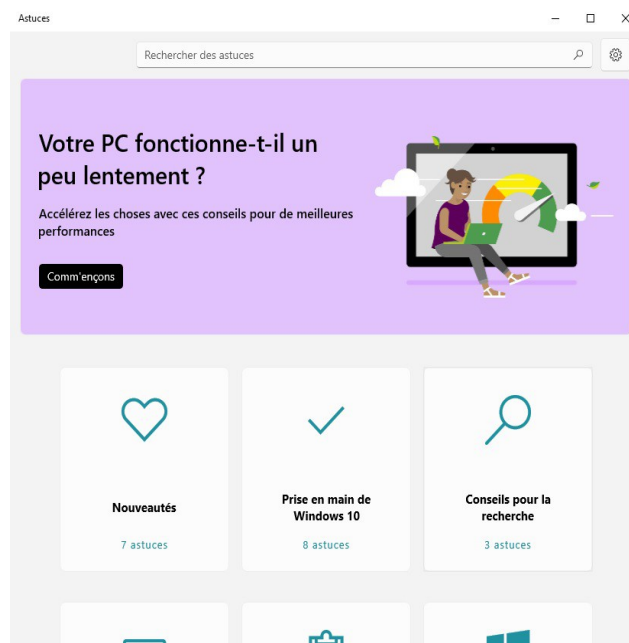 Astuces
Rechercher des astuces
Votre PC fonctionne-t-il un
peu lentement ?
Accélérez les choses avec ces conseils pour de meilleures
performances
Comm'ençons
Nouveautés
7 astuces
Prise en main de
Windows 10
8 astuces
Conseils pour la
recherche
3 astuces